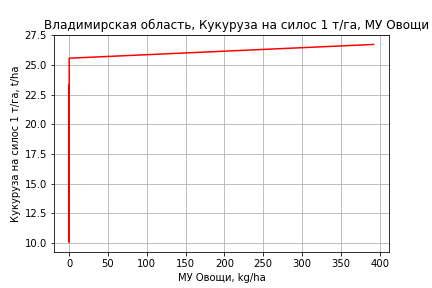 Владимирская область, Кукуруза на силос 1 т/га, МУ Овощи
27.5
25.0
22.5
20.0
17.5
15.0
12.5
10.0
Кукуруза на силос 1 т/га, t/ha
0 50 100 150 200 250 300 350 400
МУ Овощи, kg/ha